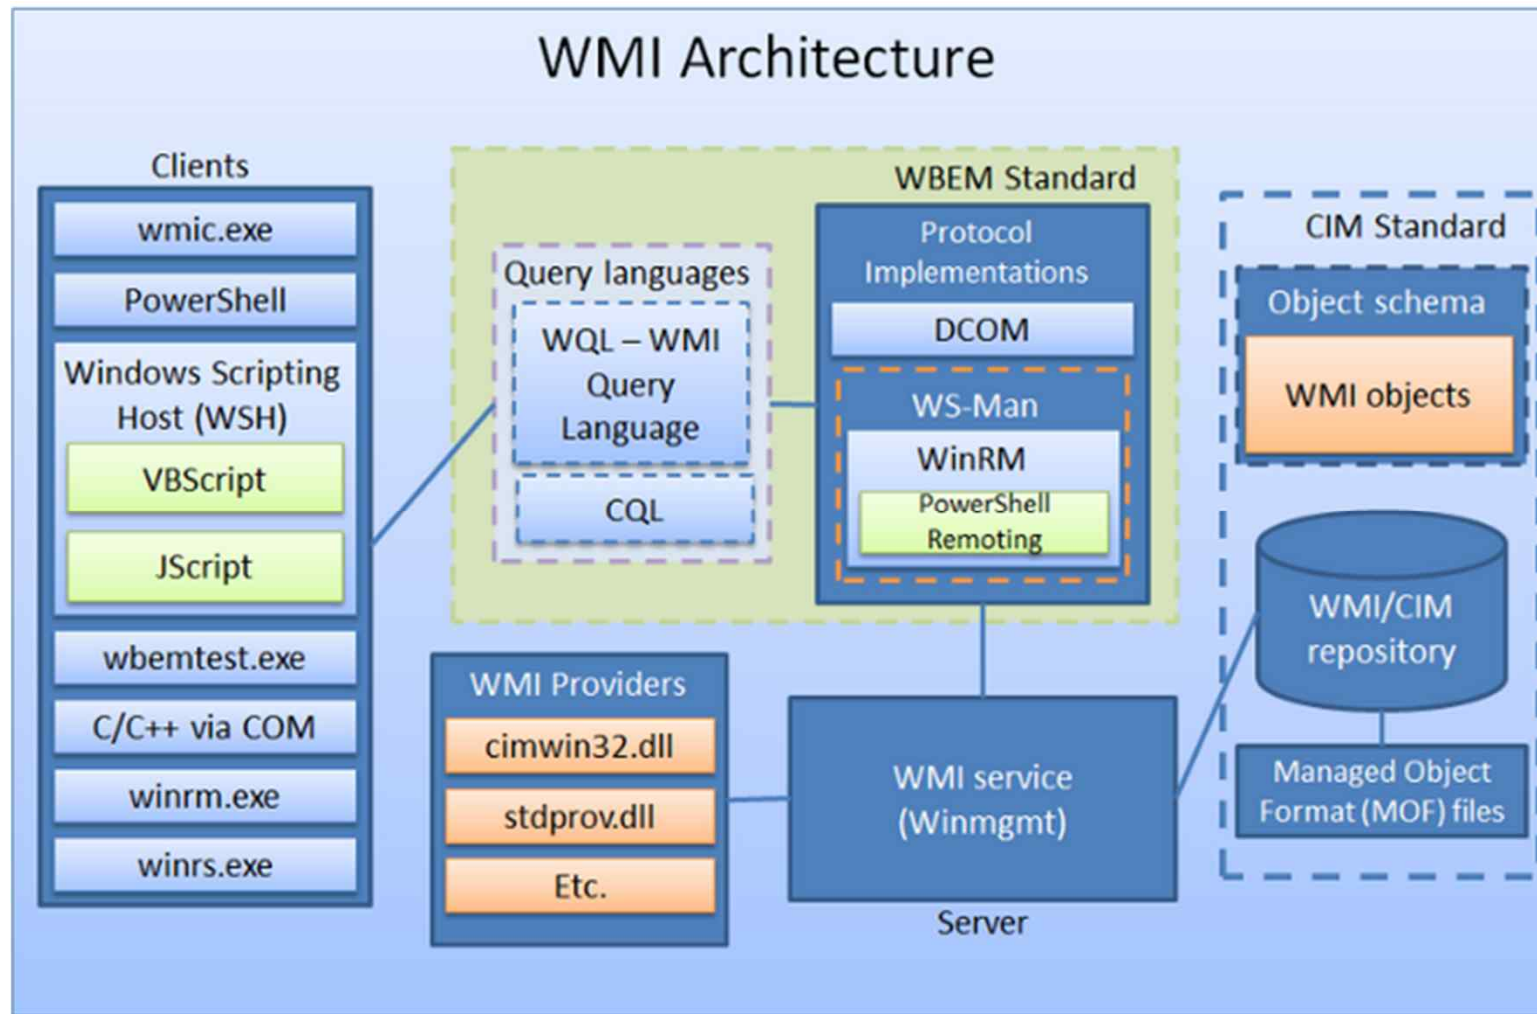 WMI Architecture
Clients
wmic.exe
PowerShell
Windows Scripting
Host (WSH)
VBScript
JScript
wbemtest.exe
C/C++ via COM
winrm.exe
winrs.exe
WBEM Standard
Query languages
WQL – WMI
Query
Language
CQL
Protocol
Implementations
DCOM
WS-Man
WinRM
PowerShell
Remoting
WMI Providers
cimwin32.dll
stdprov.dll
Etc.
WMI service
(Winmgmt)
Server
CIM Standard
Object schema
WMI objects
WMI/CIM
repository
Managed Object
Format (MOF) files